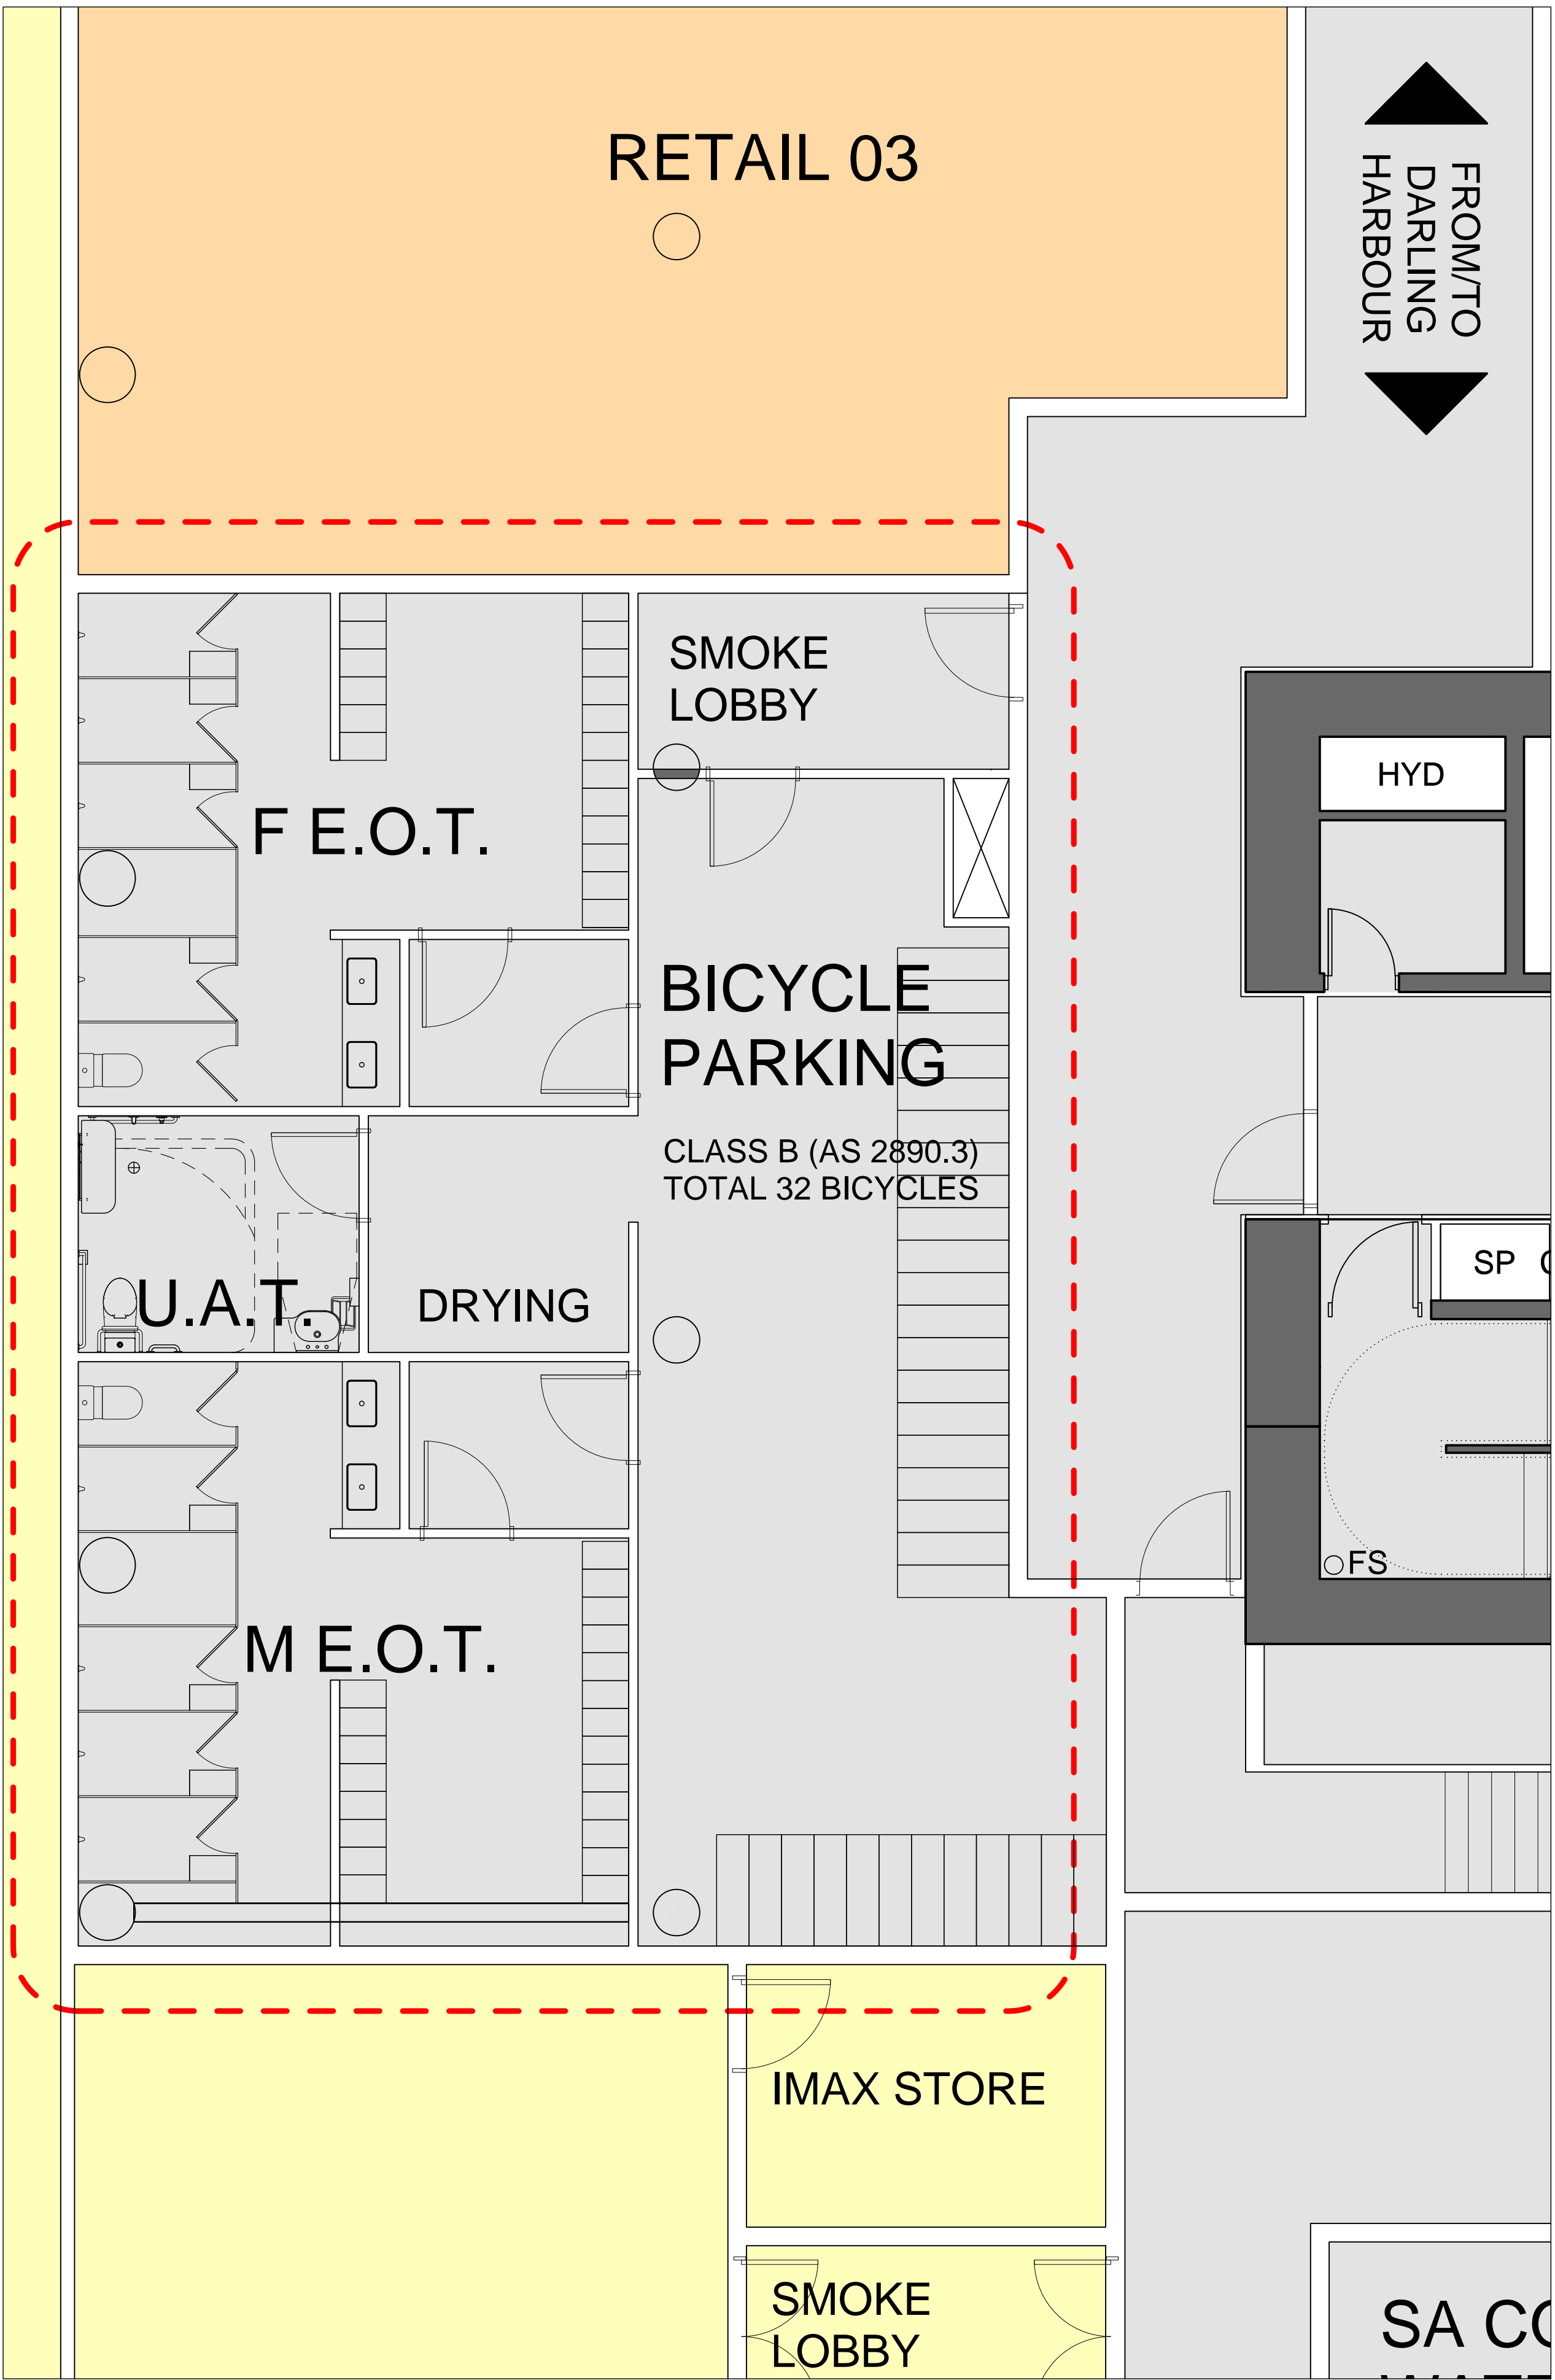 RETAIL 03
FROM/TO
DARLING
HARBOUR
SMOKE
LOBBY
HYD
F E.O.T.
BICYCLE
PARKING
CLASS B (AS 2890.3)
TOTAL 32 BICYCLES
SP
U.A.T.
DRYING
FS
M E.O.T.
IMAX STORE
SMOKE
LOBBY
SA